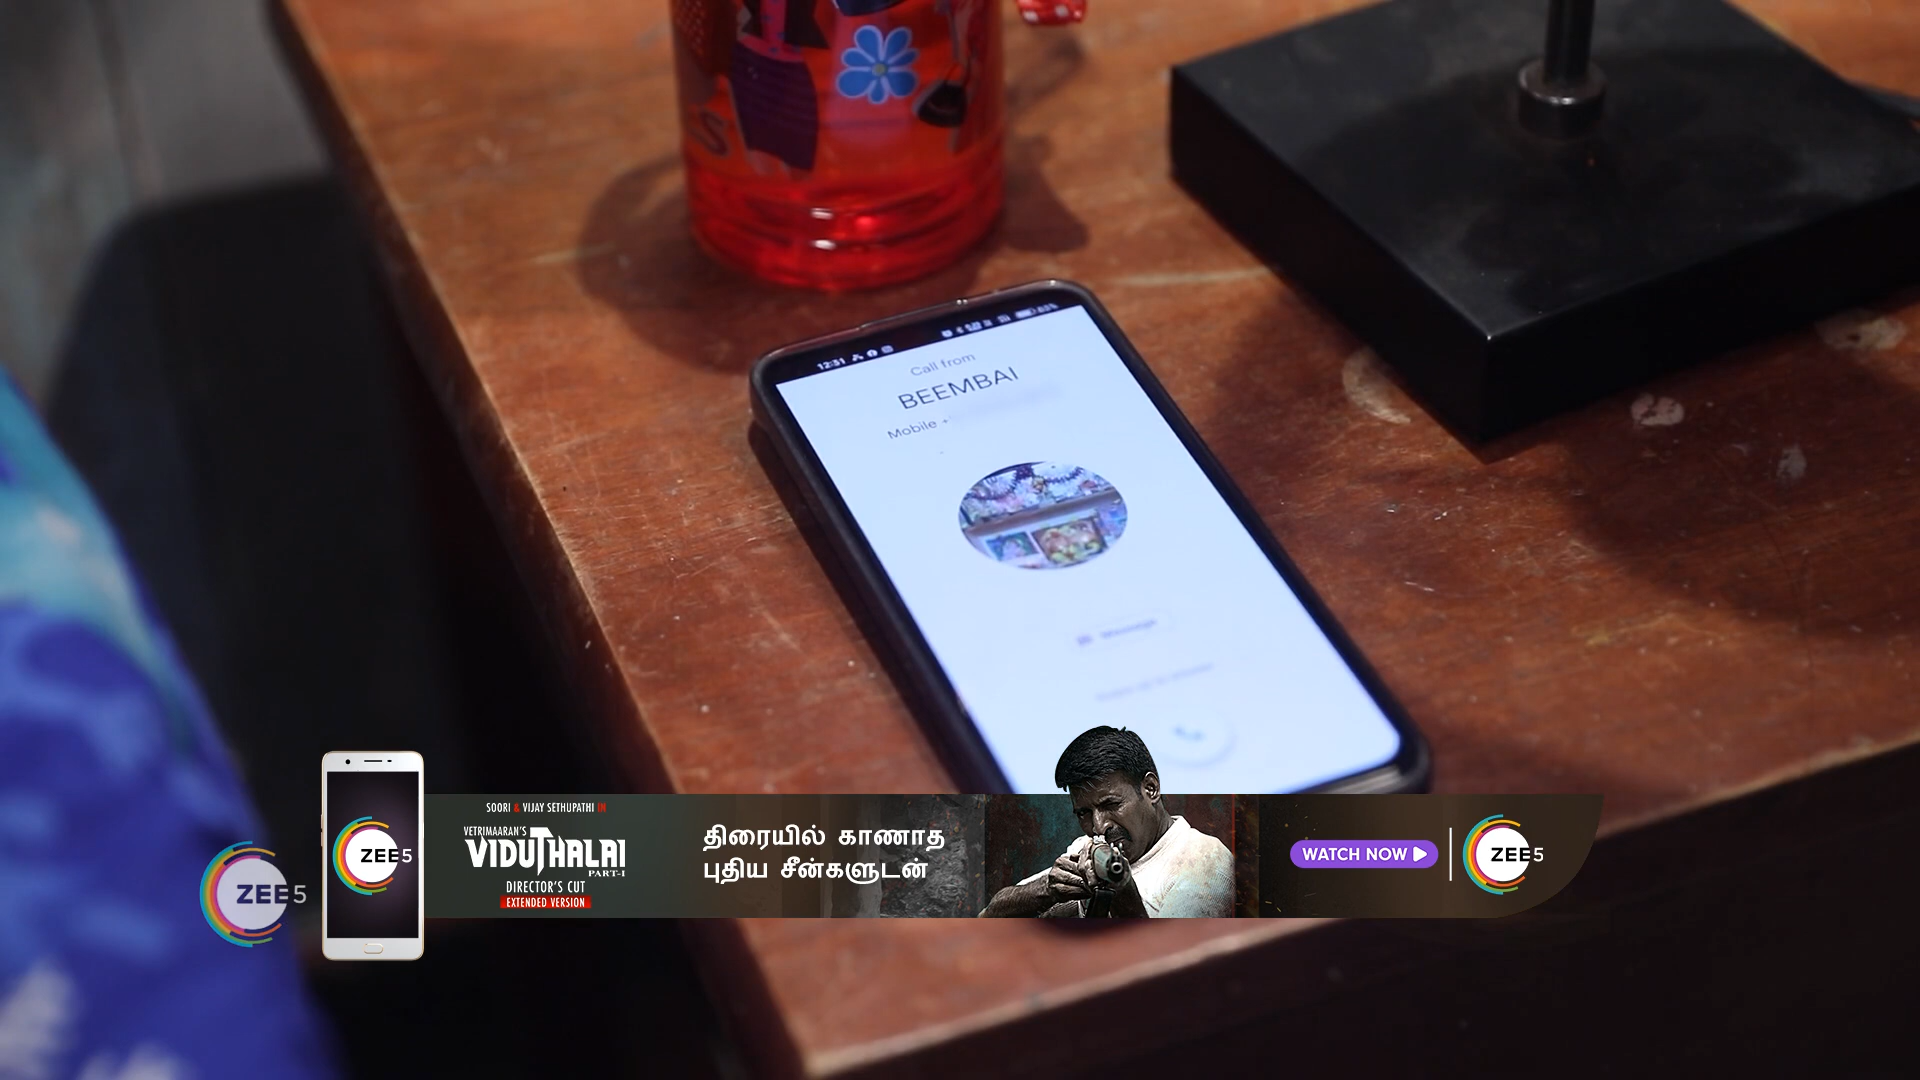 12:31
Call from
BEEMBAI
Mobile +
Message
ZEE5
ZEE5
SOORI & VIJAY SETHUPATHI IN
VETRIMAARAN'S
VIDUTHALAI
PART-I
DIRECTOR'S CUT
EXTENDED VERSION
திரையில் காணாத
புதிய சீன்களுடன்
WATCH NOW
ZEE5